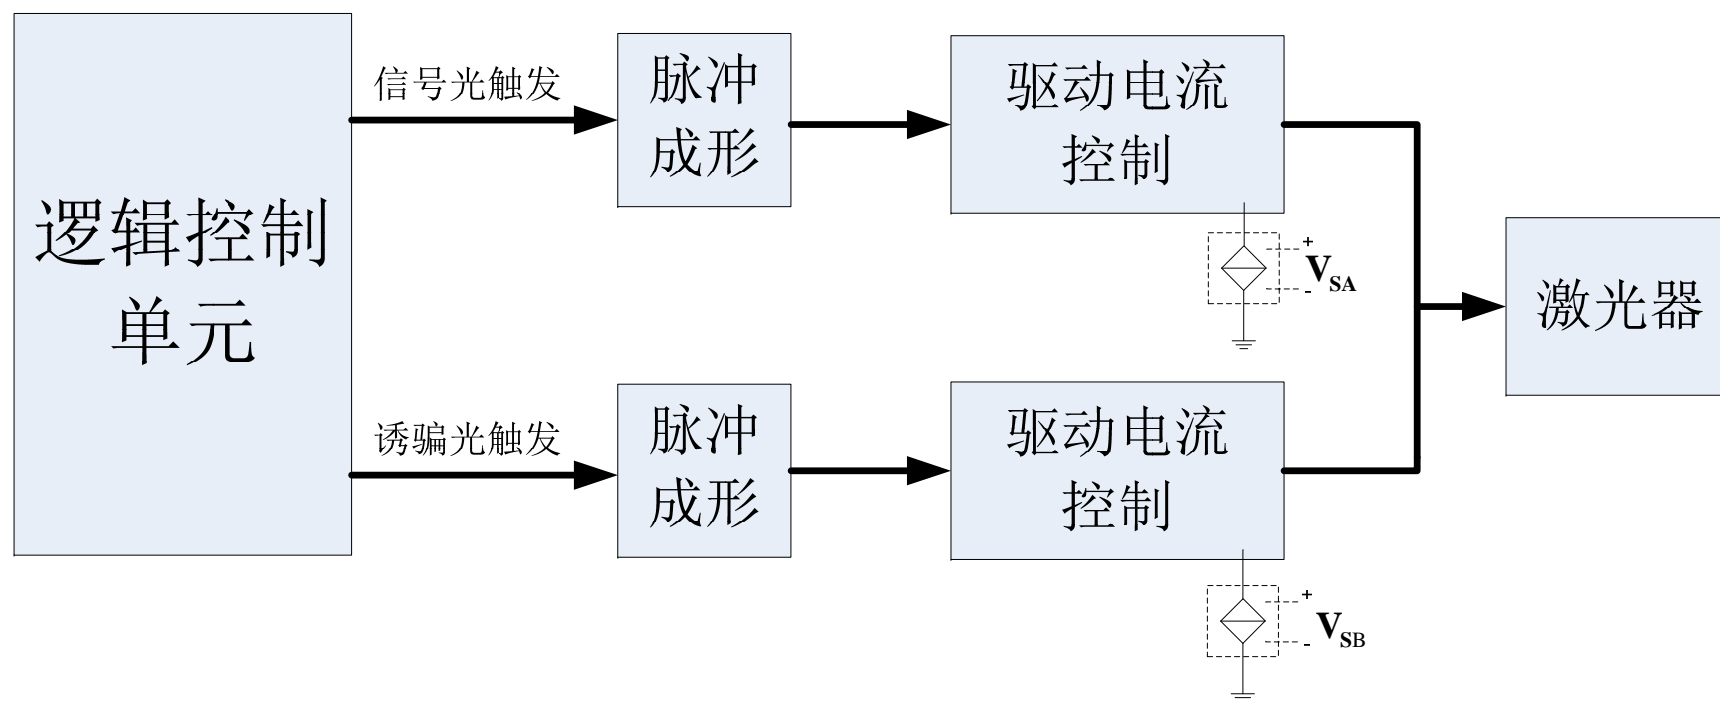 逻辑控制
单元
信号光触发
脉冲
成形
驱动电流
控制
+
VSA
-
激光器
诱骗光触发
脉冲
成形
驱动电流
控制
+
VSB
-